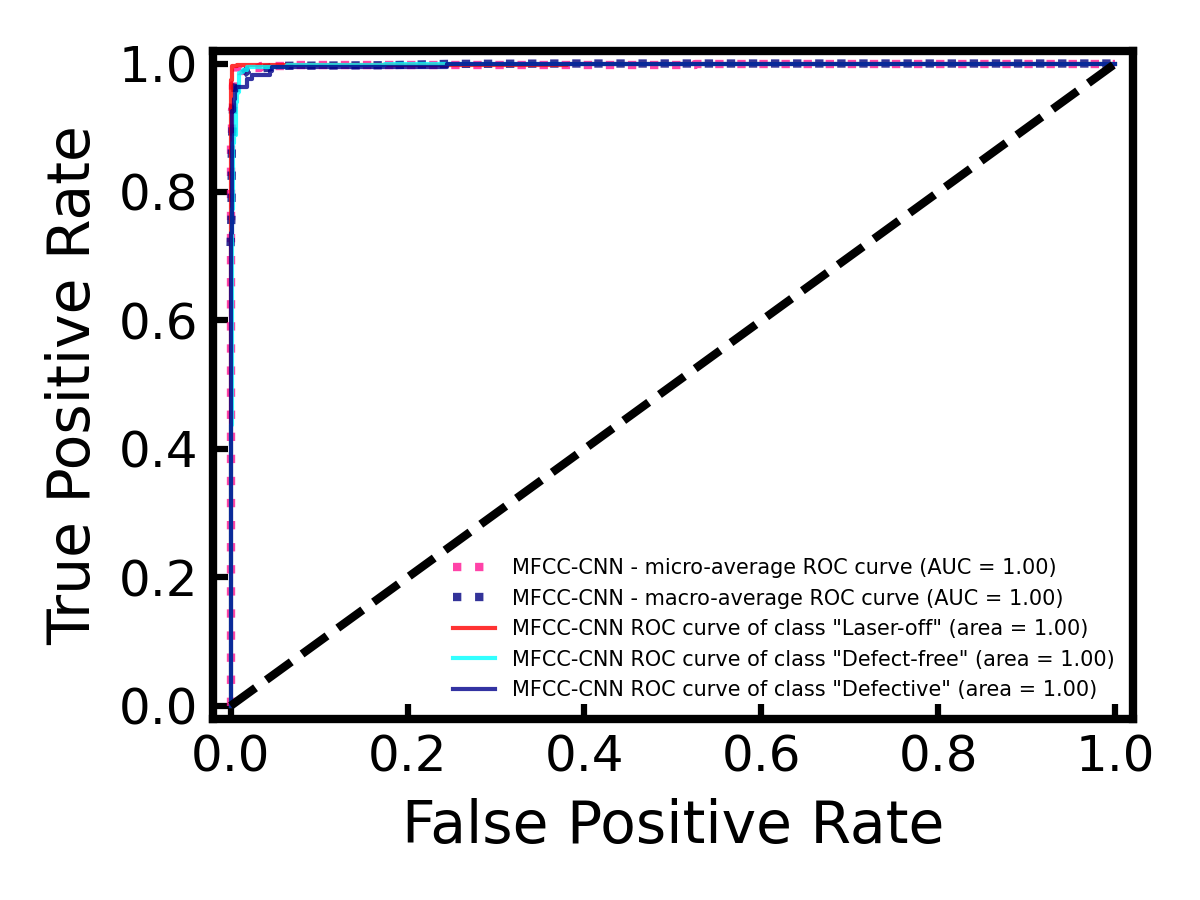 1.0
0.8
0.6
0.4
0.2
0.0
True Positive Rate
MFCC-CNN - micro-average ROC curve (AUC = 1.00)
MFCC-CNN - macro-average ROC curve (AUC = 1.00)
MFCC-CNN ROC curve of class "Laser-off" (area = 1.00)
MFCC-CNN ROC curve of class "Defect-free" (area = 1.00)
MFCC-CNN ROC curve of class "Defective" (area = 1.00)
0.0 0.2 0.4 0.6 0.8 1.0
False Positive Rate